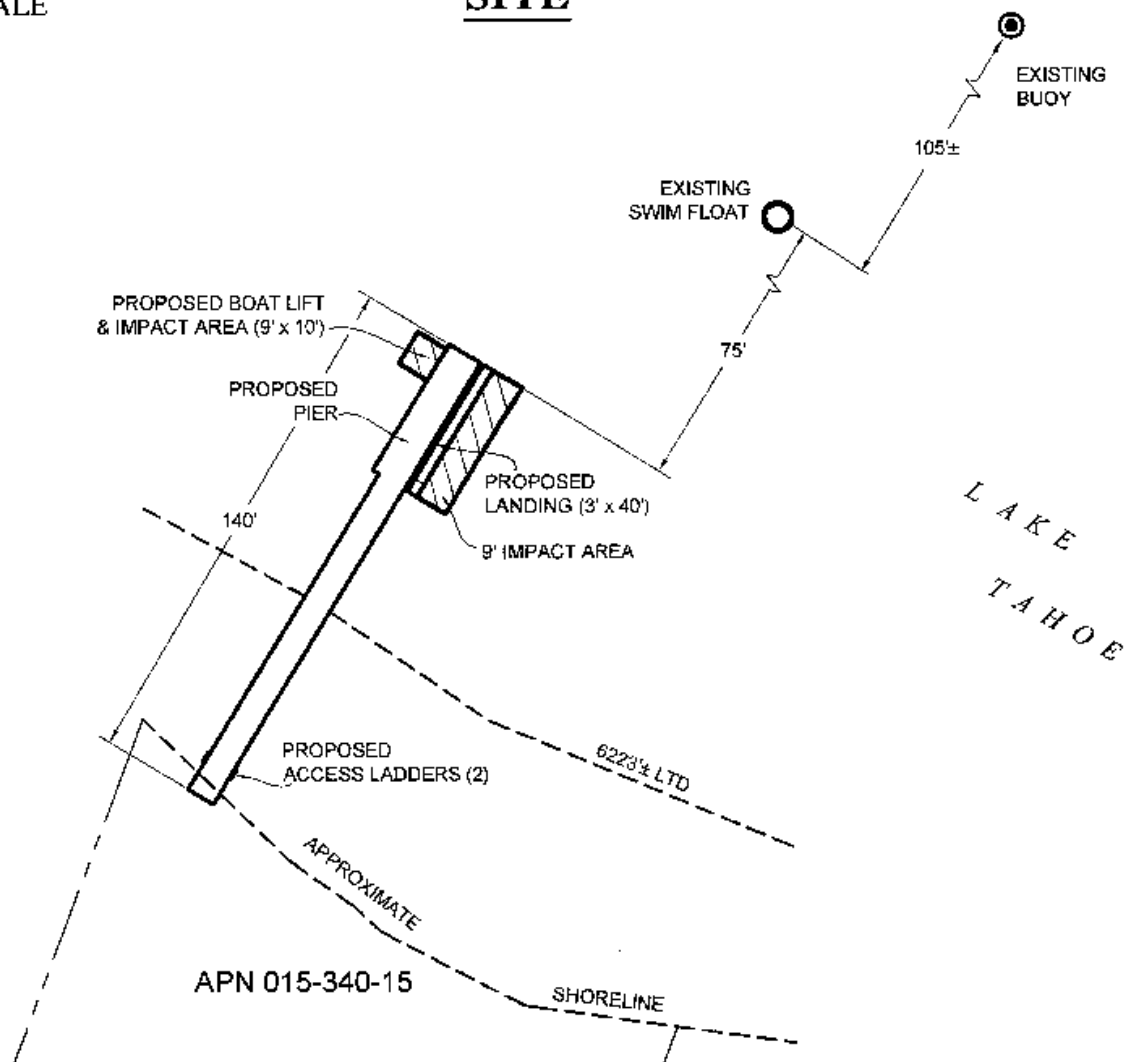 ALE
SITE
EXISTING
BUOY
105'±
EXISTING
SWIM FLOAT
PROPOSED BOAT LIFT
& IMPACT AREA (9' x 10')
75'
PROPOSED
PIER
PROPOSED
LANDING (3' x 40')
9' IMPACT AREA
140'
LAKE
TAHOE
PROPOSED
ACCESS LADDERS (2)
6223'± LTD
APPROXIMATE
SHORELINE
APN 015-340-15